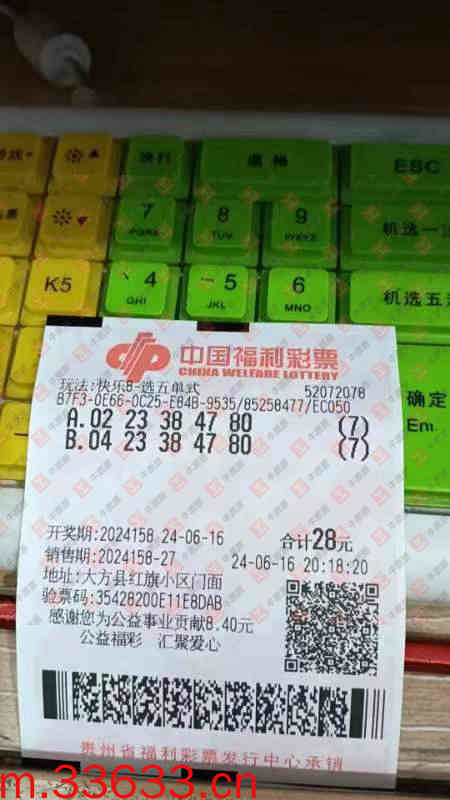 换行
规格
ESC
7
PQRS
8
TUV
9
WXYZ
机选一注
K5
4
GHI
5
JKL
6
MNO
机选五注
确定
Em
中国福利彩票
CHINA WELFARE LOTTERY
玩法:快乐8-选五单式
52072078
87F3-0E66-0C25-E84B-9535/85258477/EC050
A.02 23 38 47 80 (7)
B.04 23 38 47 80 (7)
开奖期:2024158 24-06-16
合计28元
销售期:2024158-27
24-06-16 20:18:20
地址:大方县红旗小区门面
验票码:35428200E11E8DAB
感谢您为公益事业贡献8.40元
公益福彩 汇聚爱心
贵州省福利彩票发行中心承销
m.33633.cn